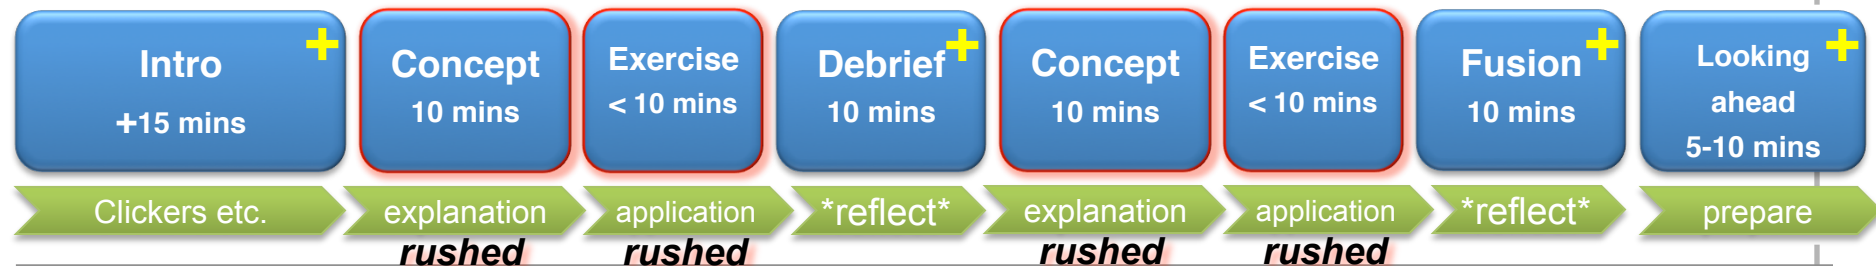 Intro +
+15 mins
Concept
10 mins
Exercise
< 10 mins
Debrief +
10 mins
Concept
10 mins
Exercise
< 10 mins
Fusion +
10 mins
Looking +
ahead
5-10 mins
Clickers etc.
explanation
application
*reflect*
explanation
application
*reflect*
prepare
rushed
rushed
rushed
rushed